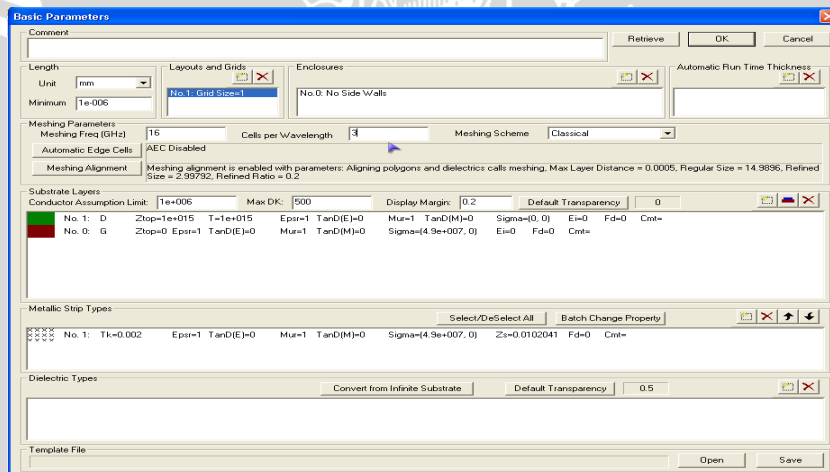 Basic Parameters
Comment
Retrieve OK Cancel
Length Layouts and Grids Enclosures Automatic Run Time Thickness
Unit mm No.1: Grid Size=1 No.0: No Side Walls
Minimum 1e-006
Meshing Parameters
Meshing Freq (GHz) 16 Cells per Wavelength 3 Meshing Scheme Classical
Automatic Edge Cells AEC Disabled
Meshing Alignment Meshing alignment is enabled with parameters: Aligning polygons and dielectrics calls meshing, Max Layer Distance = 0.0005, Regular Size = 14.9896, Refined
Size = 2.99792, Refined Ratio = 0.2
Substrate Layers
Conductor Assumption Limit: 1e+006 Max DK: 500 Display Margin: 0.2 Default Transparency 0
No. 1: D Ztop=1e+015 T=1e+015 Epsr=1 TanD(E)=0 Mur=1 TanD(M)=0 Sigma=(0, 0) Ei=0 Fd=0 Cmt=
No. 0: G Ztop=0 Epsr=1 TanD(E)=0 Mur=1 TanD(M)=0 Sigma=(4.9e+007, 0) Ei=0 Fd=0 Cmt=
Metallic Strip Types
Select/DeSelect All Batch Change Property
No. 1: Tk=0.002 Epsr=1 TanD(E)=0 Mur=1 TanD(M)=0 Sigma=(4.9e+007, 0) Zs=0.0102041 Fd=0 Cmt=
Dielectric Types
Convert from Infinite Substrate Default Transparency 0.5
Template File
Open Save